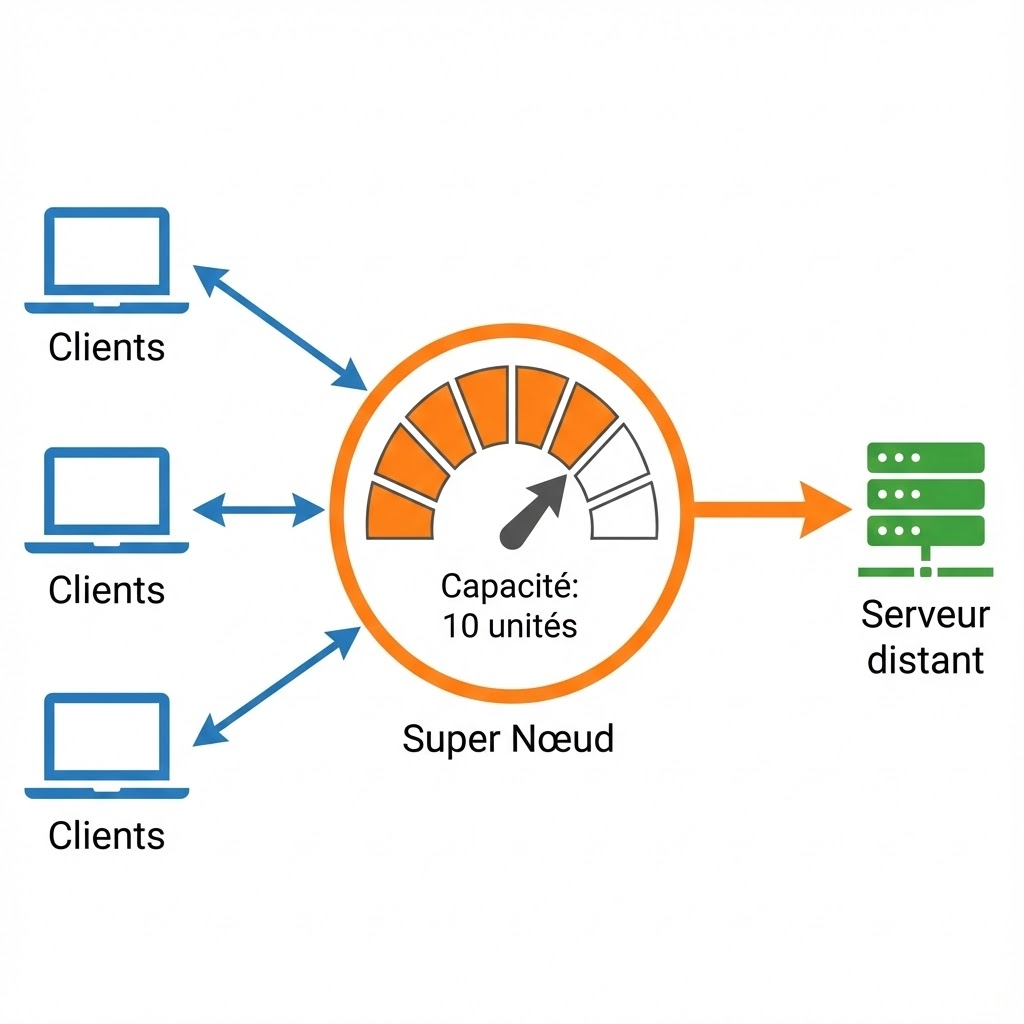 Clients
Clients
Clients
Capacité:
10 unités
Super Nœud
Serveur
distant